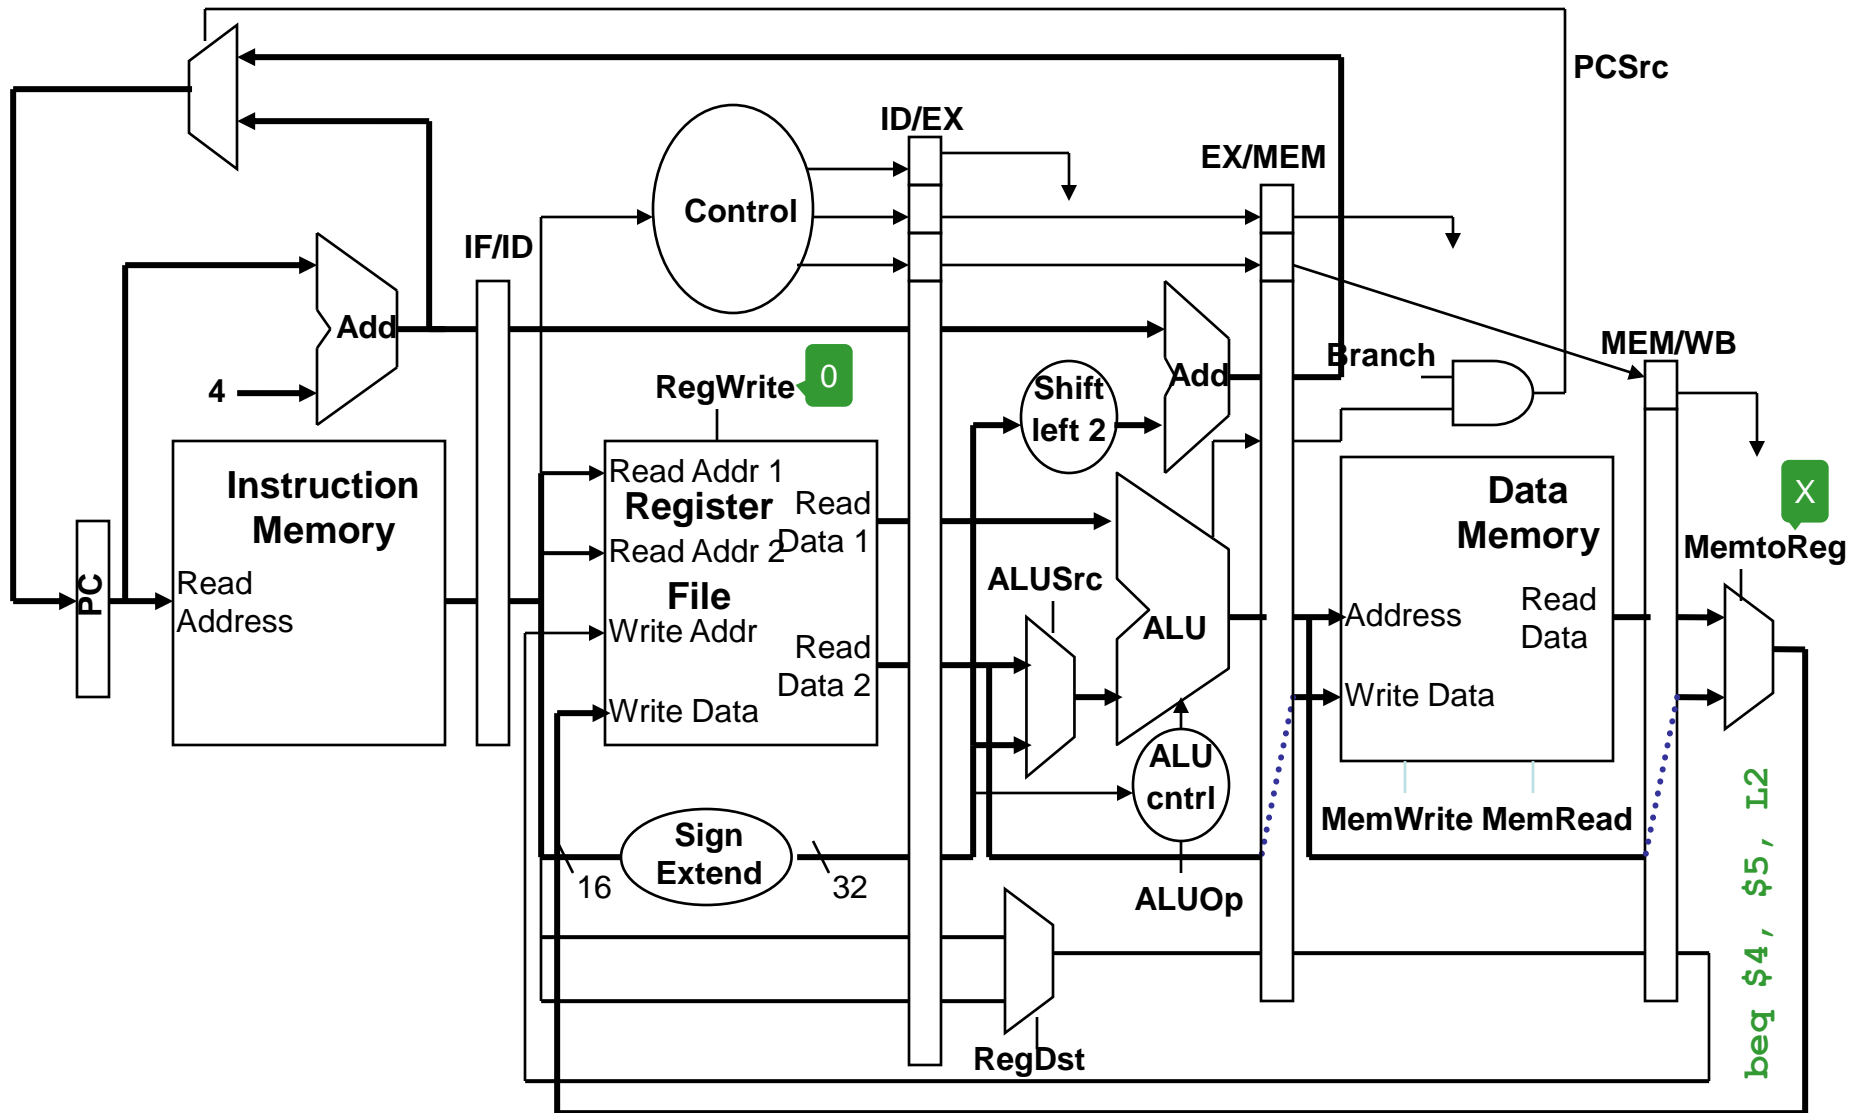 PCSrc
ID/EX
EX/MEM
Control
IF/ID
Add
4
RegWrite
0
Shift
left 2
Add
Branch
MEM/WB
Instruction
Memory
Read
Address
PC
Read Addr 1
Register
Read
Data 1
Read Addr 2
File
Write Addr
Read
Data 2
Write Data
ALUSrc
ALU
ALU
cntrl
ALUOp
Data
Memory
Address
Read
Data
Write Data
MemWrite MemRead
X
MemtoReg
Sign
Extend
16
32
RegDst
beq $4, $5, L2